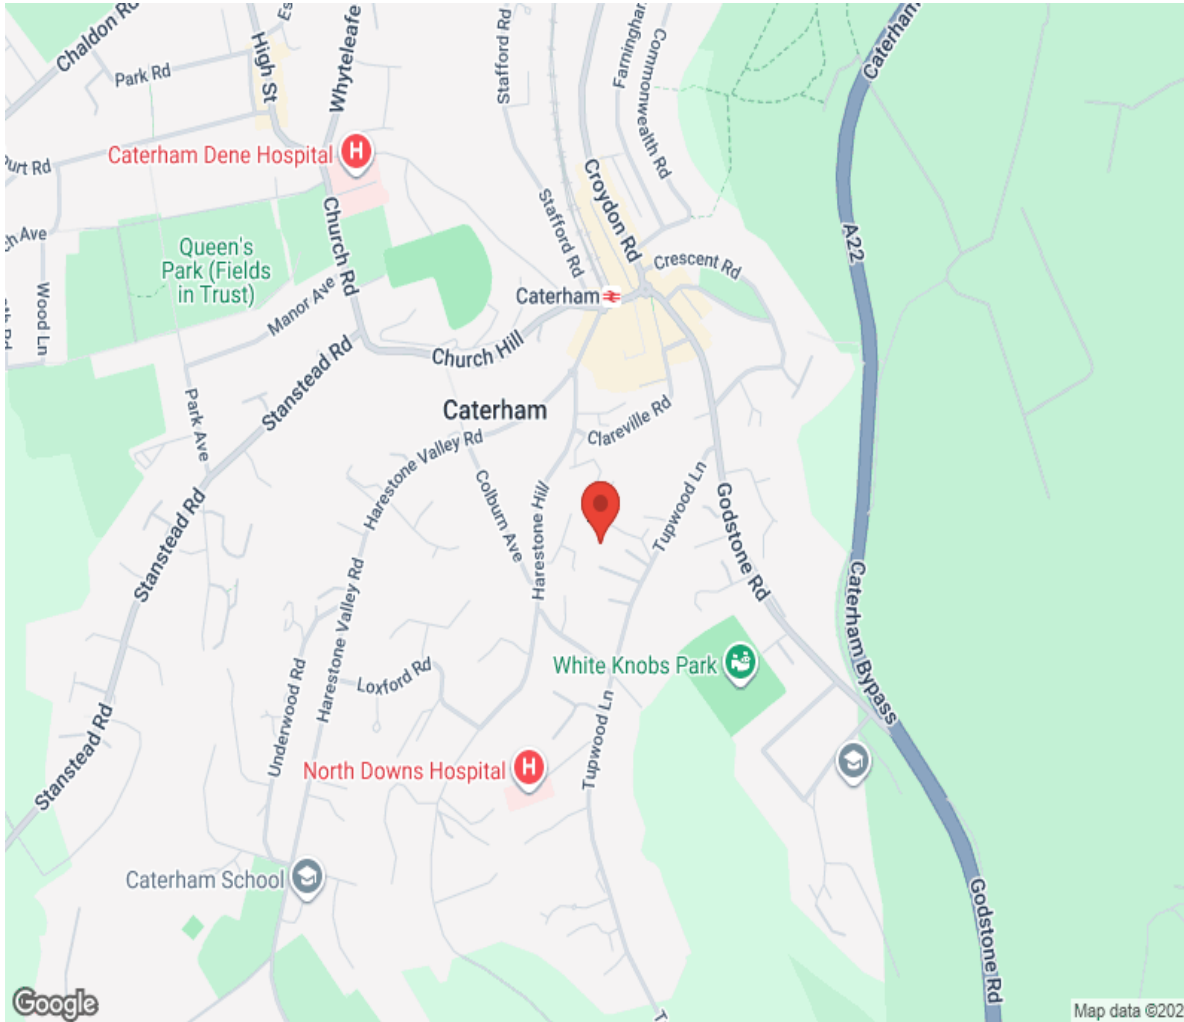 Chaldon Rd
Park Rd
High St
Whyteleafe
Stafford Rd
Farningham
Commonwealth Rd
Caterham
Caterham Dene Hospital
Church Rd
Croydon Rd
Stafford Rd
A22
Queen's
Park (Fields
in Trust)
Wood Ln
Manor Ave
Crescent Rd
Caterham
Church Hill
Stanstead Rd
Park Ave
Caterham
Clareville Rd
Harestone Valley Rd
Colburn Ave
Harestone Hill
Tupwood Ln
Godstone Rd
Stanstead Rd
Harestone Valley Rd
Caterham Bypass
White Knobs Park
Loxford Rd
Underwood Rd
Tupwood Ln
Stanstead Rd
North Downs Hospital
Caterham School
Godstone Rd
Google
Map data ©202